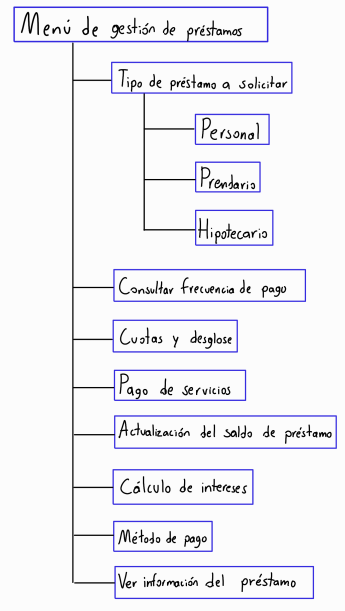 Menú de gestión de préstamos
Tipo de préstamo a solicitar
Personal
Prendario
Hipotecario
Consultar frecuencia de pago
Cuotas y desglose
Pago de servicios
Actualización del saldo de préstamo
Cálculo de intereses
Método de pago
Ver información del préstamo